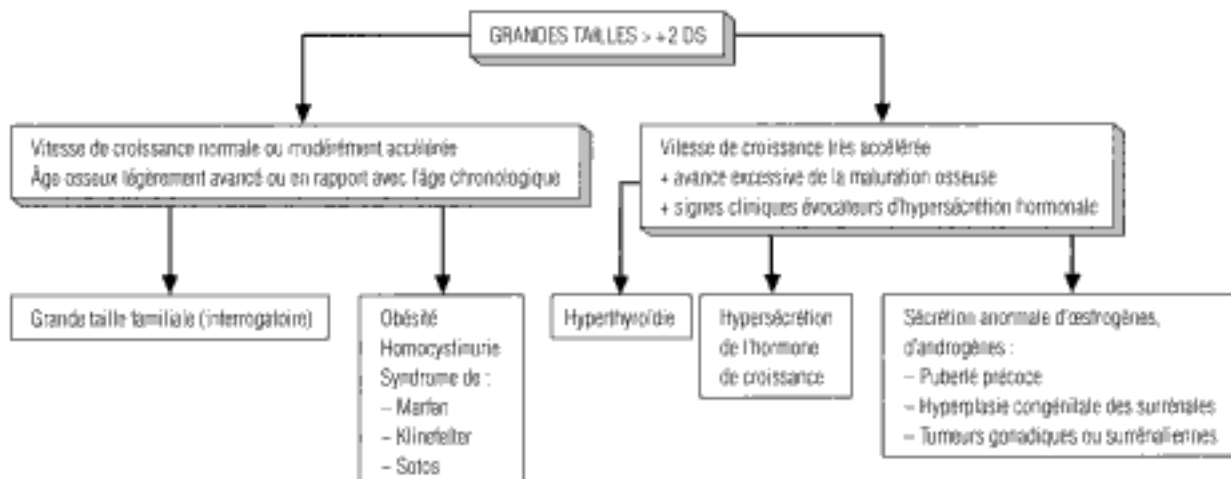 GRANDES TAILLES > +2 DS
Vitesse de croissance normale ou modérément accélérée
Âge osseux légèrement avancé ou en rapport avec l'âge chronologique
Vitesse de croissance très accélérée
+ avance excessive de la maturation osseuse
+ signes cliniques évocateurs d'hypersécrétion hormonale
Grande taille familiale (interrogatoire)
Obésité
Homocystinurie
Syndrome de :
– Marfan
– Klinefelter
– Sotos
Hyperthyroïdie
Hypersécrétion
de l'hormone
de croissance
Sécrétion anormale d'œstrogènes,
d'androgènes :
– Puberté précoce
– Hyperplasie congénitale des surrénales
– Tumeurs gonadiques ou surrénaliennes